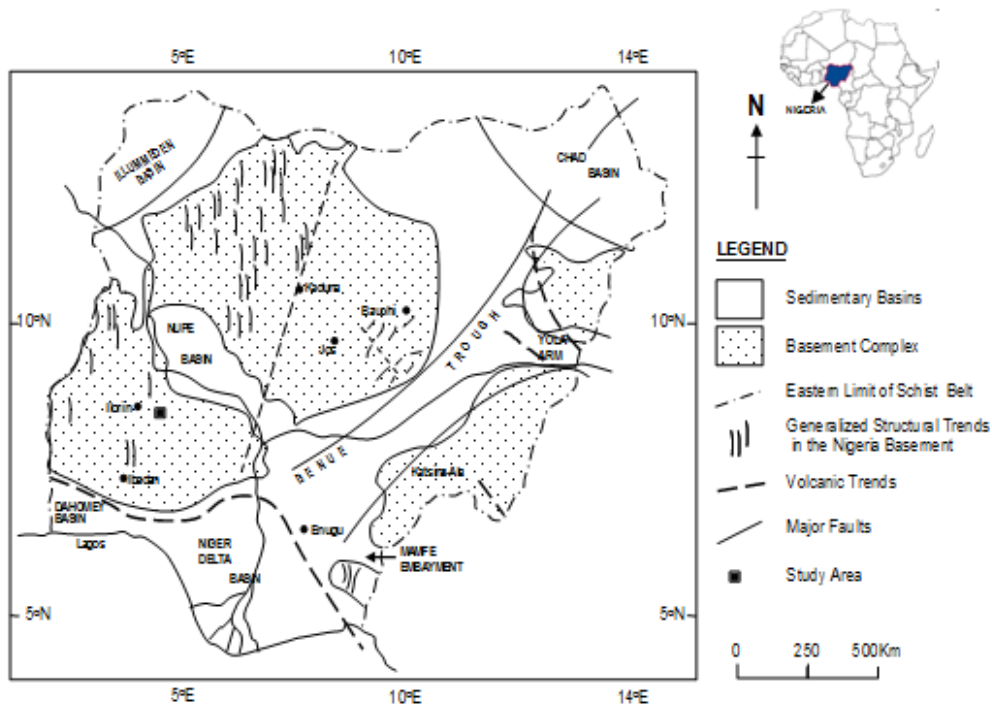 5oE
10oE
14oE
NIGERIA
N
ILLUMMEDEN
BASIN
CHAD
BASIN
Kaduna
Bauphi
Jos
10oN
NUPE
BASIN
TROUGH
YOLA
ARM
10oN
Ilorin
BENUE
Katsina-Ala
Ibadan
DAHOMEY
BASIN
Lagos
NIGER
DELTA
BASIN
Enugu
MAMFE
EMBAYMENT
5oN
5oN
5oE
10oE
14oE
LEGEND
Sedimentary Basins
Basement Complex
Eastern Limit of Schist Belt
Generalized Structural Trends
in the Nigeria Basement
Volcanic Trends
Major Faults
Study Area
0 250 500Km